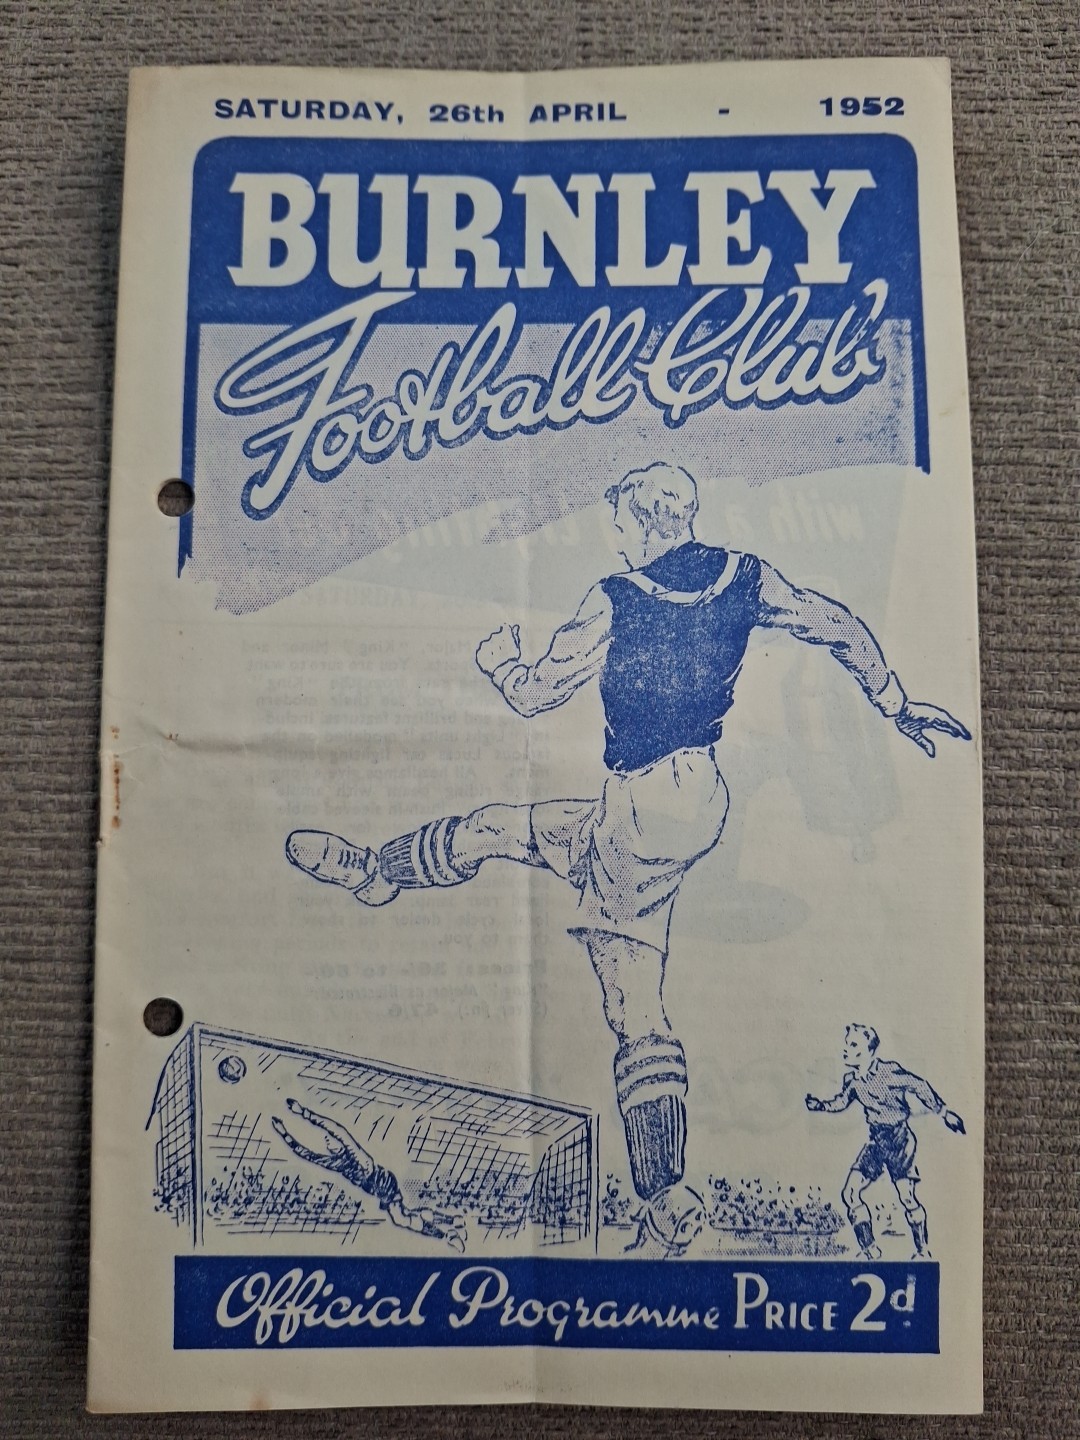 SATURDAY, 26th APRIL - 1952
BURNLEY
Football Club
Official Programme PRICE 2d.